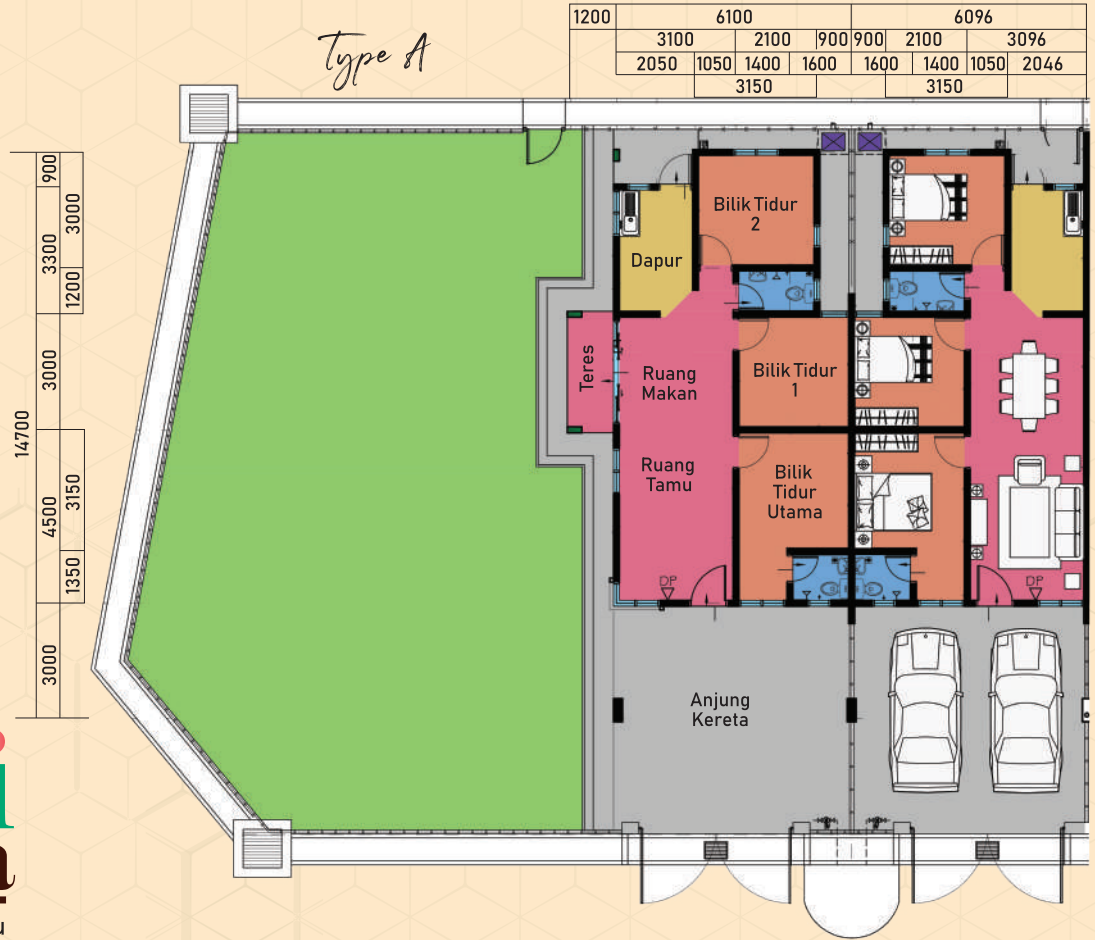 Type A
1200 6100 6096
3100 2100 900 900 2100 3096
2050 1050 1400 1600 1600 1400 1050 2046
3150 3150
900
3000
3300
1200
3000
14700
3150
4500
1350
3000
Bilik Tidur
2
Dapur
Teres
Ruang
Makan
Bilik Tidur
1
Ruang
Tamu
Bilik
Tidur
Utama
DP
DP
Anjung
Kereta
i
a
u